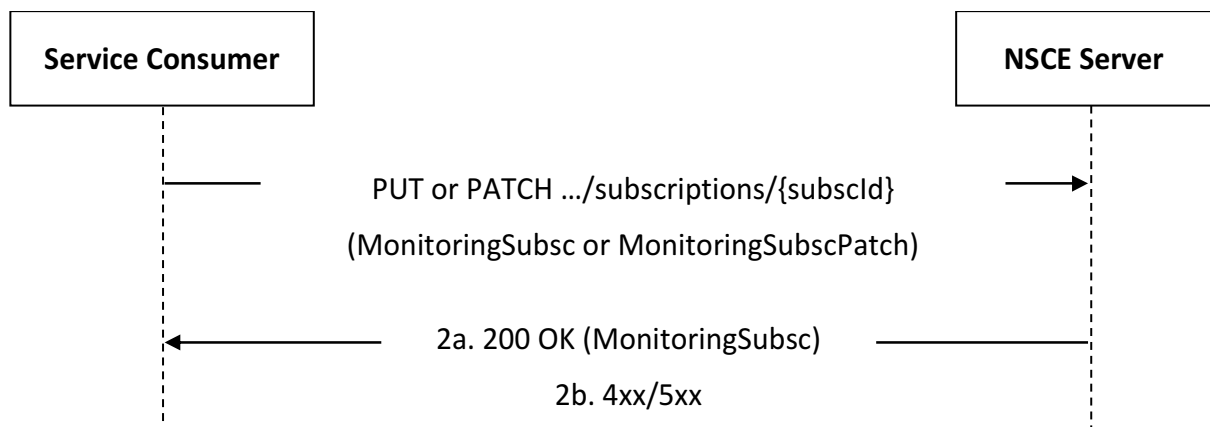 Service Consumer
NSCE Server
PUT or PATCH …/subscriptions/{subscId}
(MonitoringSubsc or MonitoringSubscPatch)
2a. 200 OK (MonitoringSubsc)
2b. 4xx/5xx